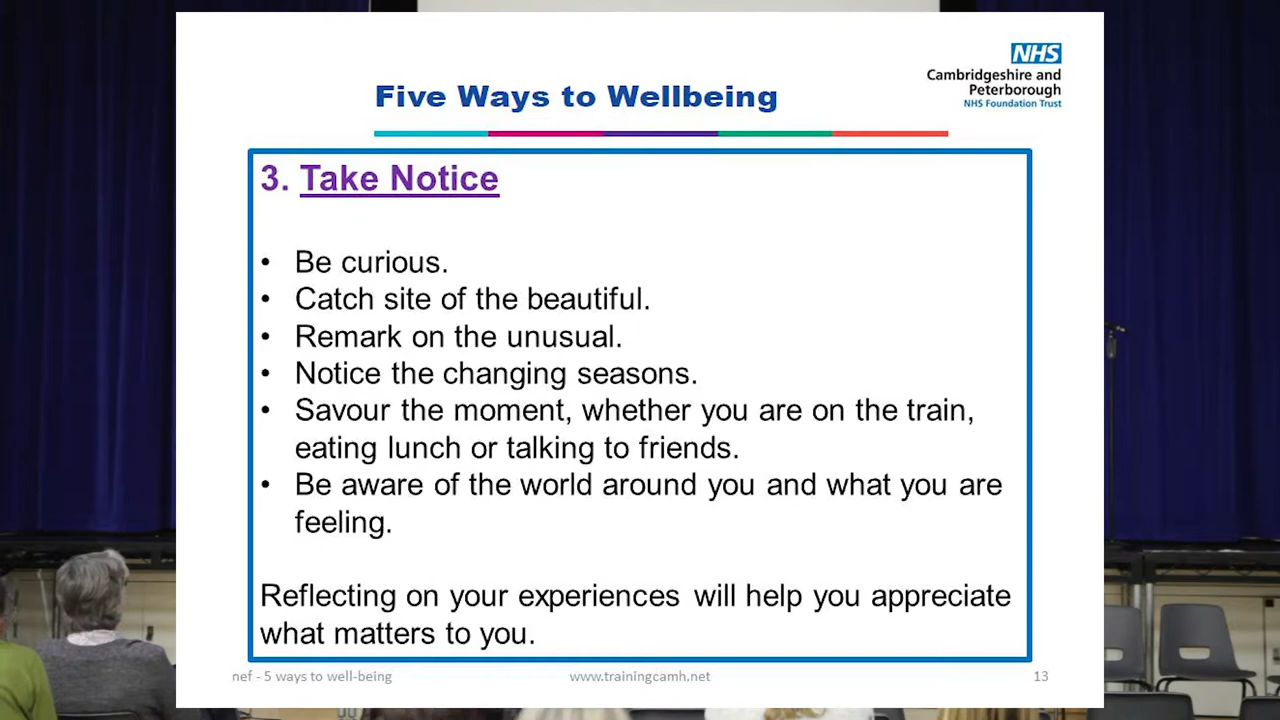 NHS
Cambridgeshire and
Peterborough
NHS Foundation Trust
Five Ways to Wellbeing
3. Take Notice
• Be curious.
• Catch site of the beautiful.
• Remark on the unusual.
• Notice the changing seasons.
• Savour the moment, whether you are on the train,
eating lunch or talking to friends.
• Be aware of the world around you and what you are
feeling.
Reflecting on your experiences will help you appreciate
what matters to you.
nef - 5 ways to well-being
www.trainingcamh.net
13